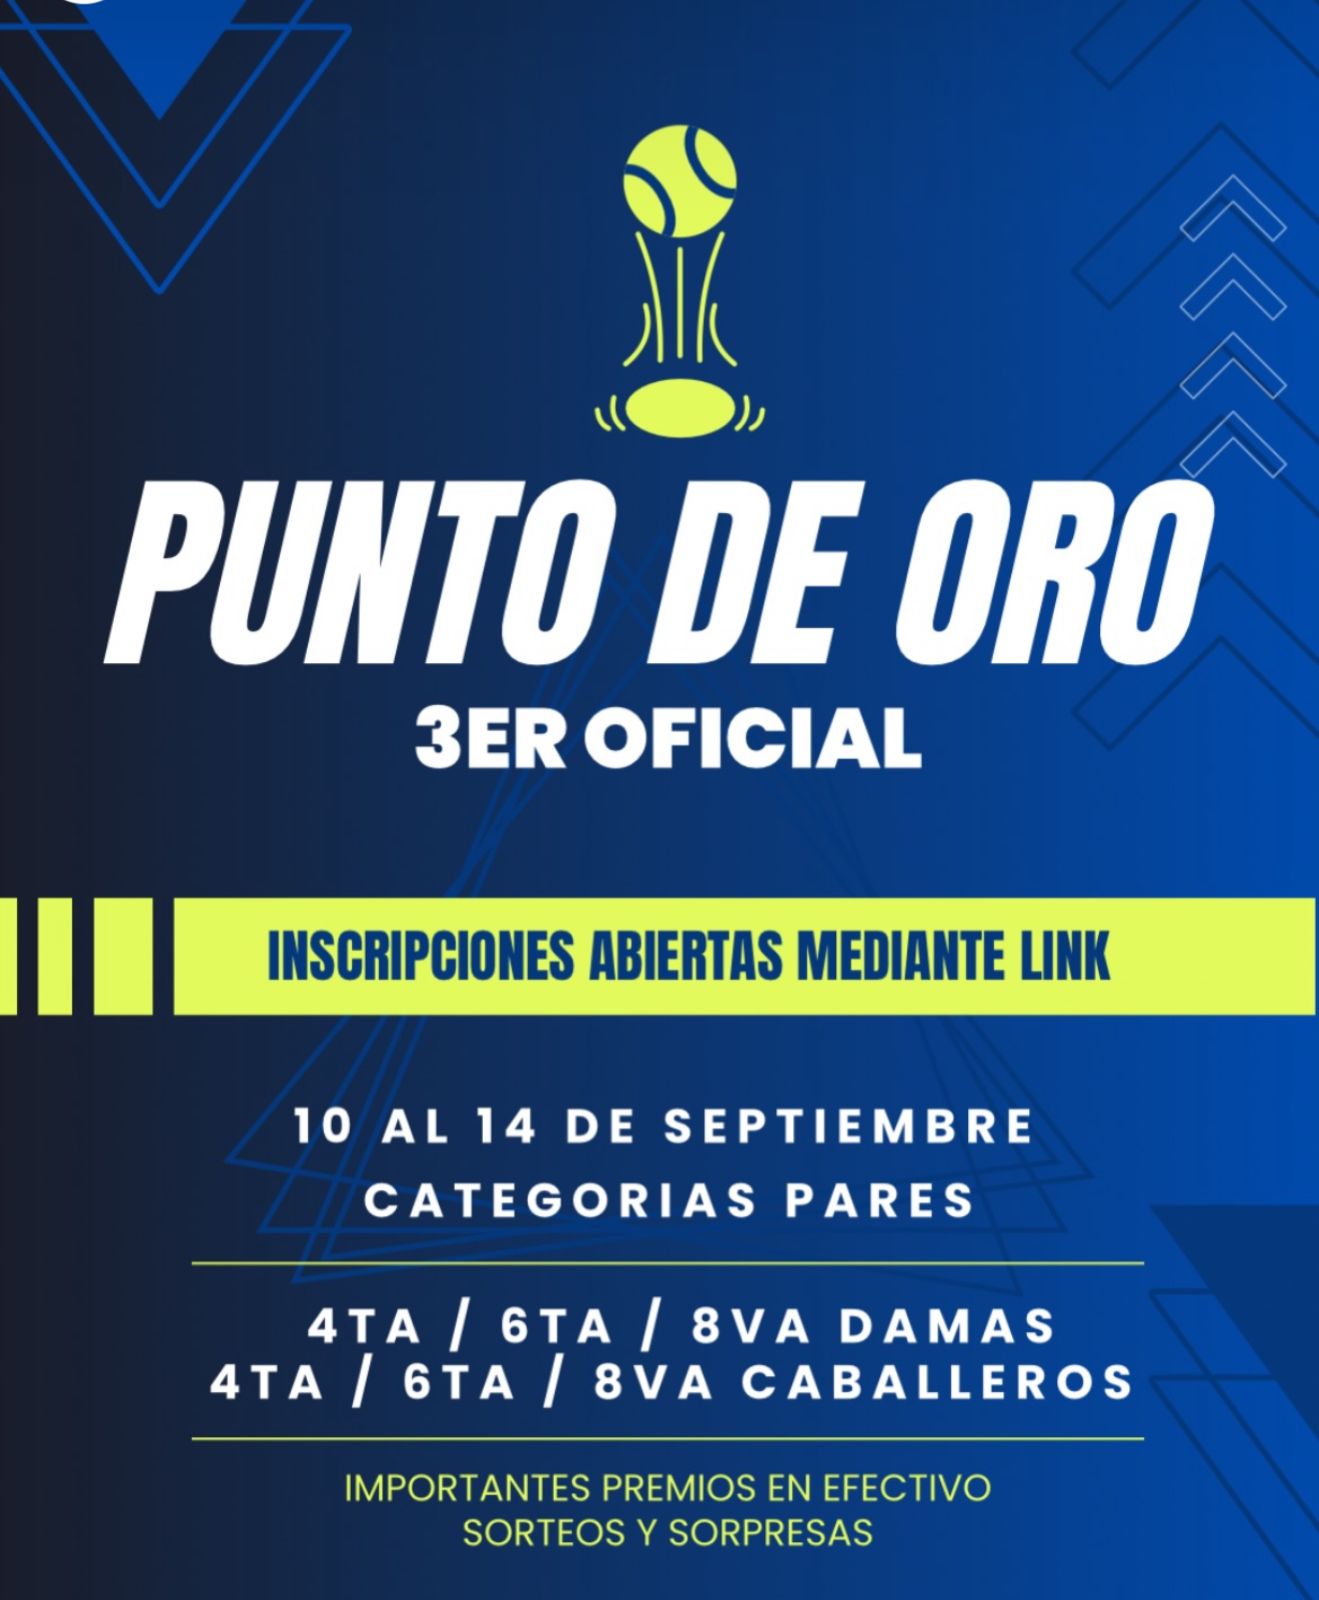 PUNTO DE ORO
3ER OFICIAL
INSCRIPCIONES ABIERTAS MEDIANTE LINK
10 AL 14 DE SEPTIEMBRE
CATEGORIAS PARES
4TA / 6TA / 8VA DAMAS
4TA / 6TA / 8VA CABALLEROS
IMPORTANTES PREMIOS EN EFECTIVO
SORTEOS Y SORPRESAS